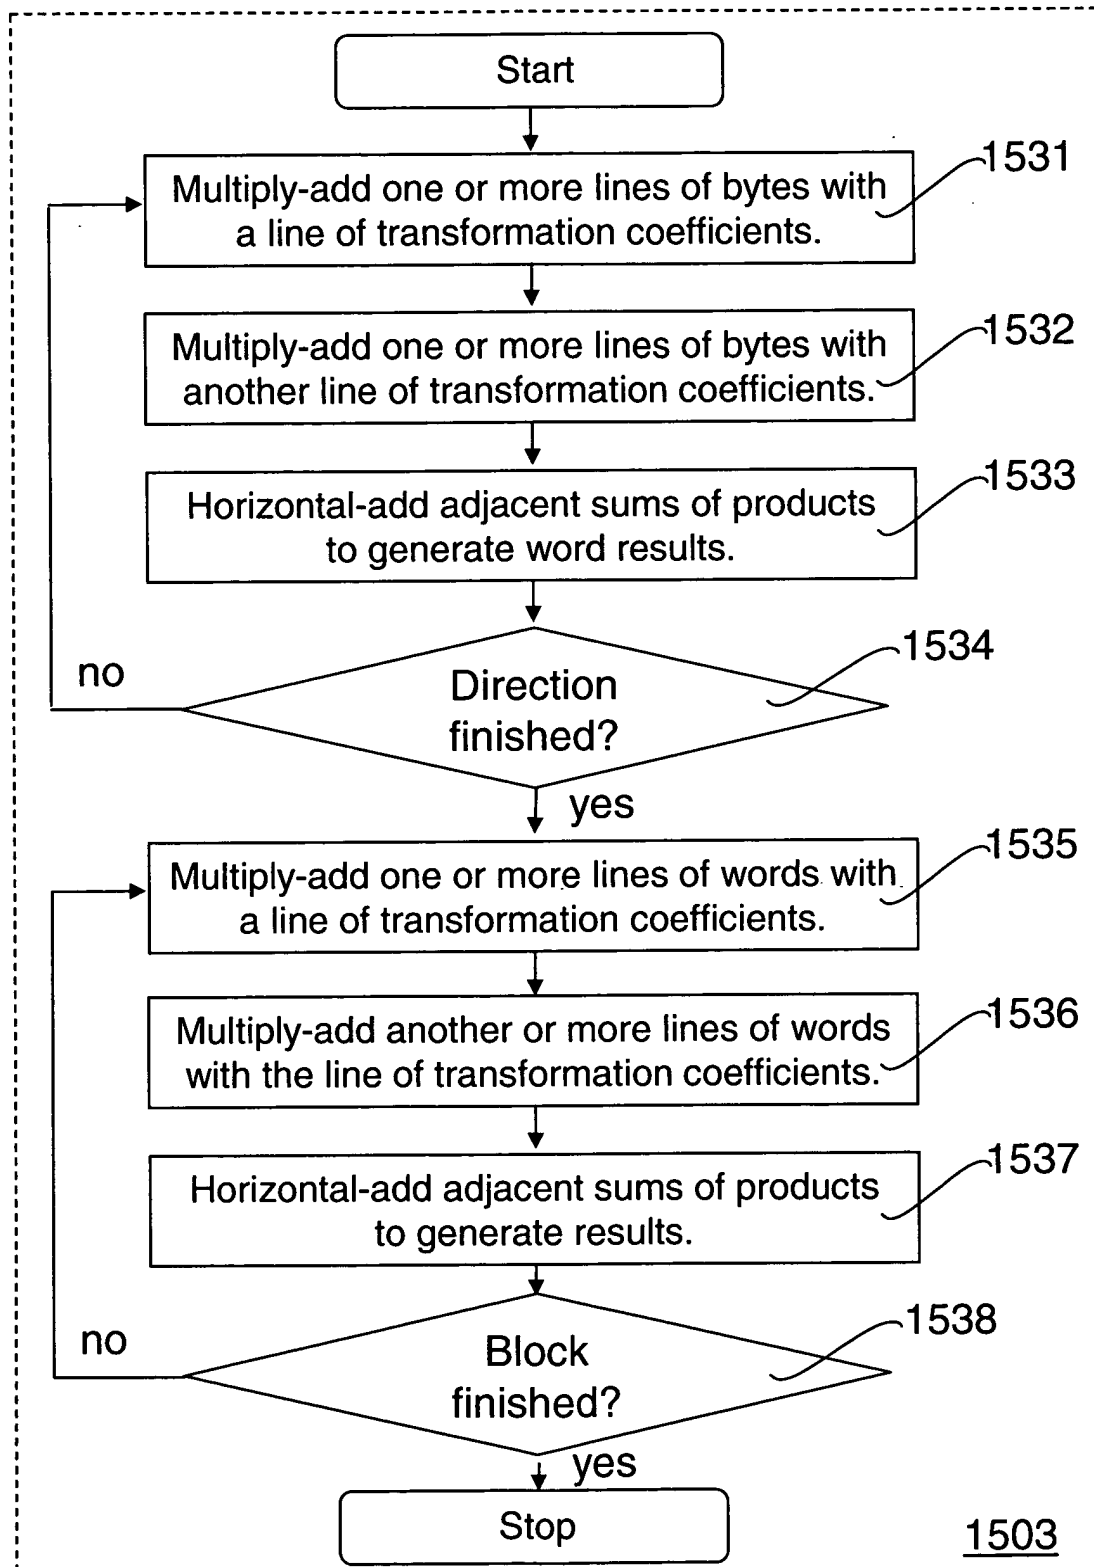 Start
1531
Multiply-add one or more lines of bytes with
a line of transformation coefficients.
1532
Multiply-add one or more lines of bytes with
another line of transformation coefficients.
1533
Horizontal-add adjacent sums of products
to generate word results.
1534
no
Direction
finished?
yes
1535
Multiply-add one or more lines of words with
a line of transformation coefficients.
1536
Multiply-add another or more lines of words
with the line of transformation coefficients.
1537
Horizontal-add adjacent sums of products
to generate results.
1538
no
Block
finished?
yes
Stop
1503